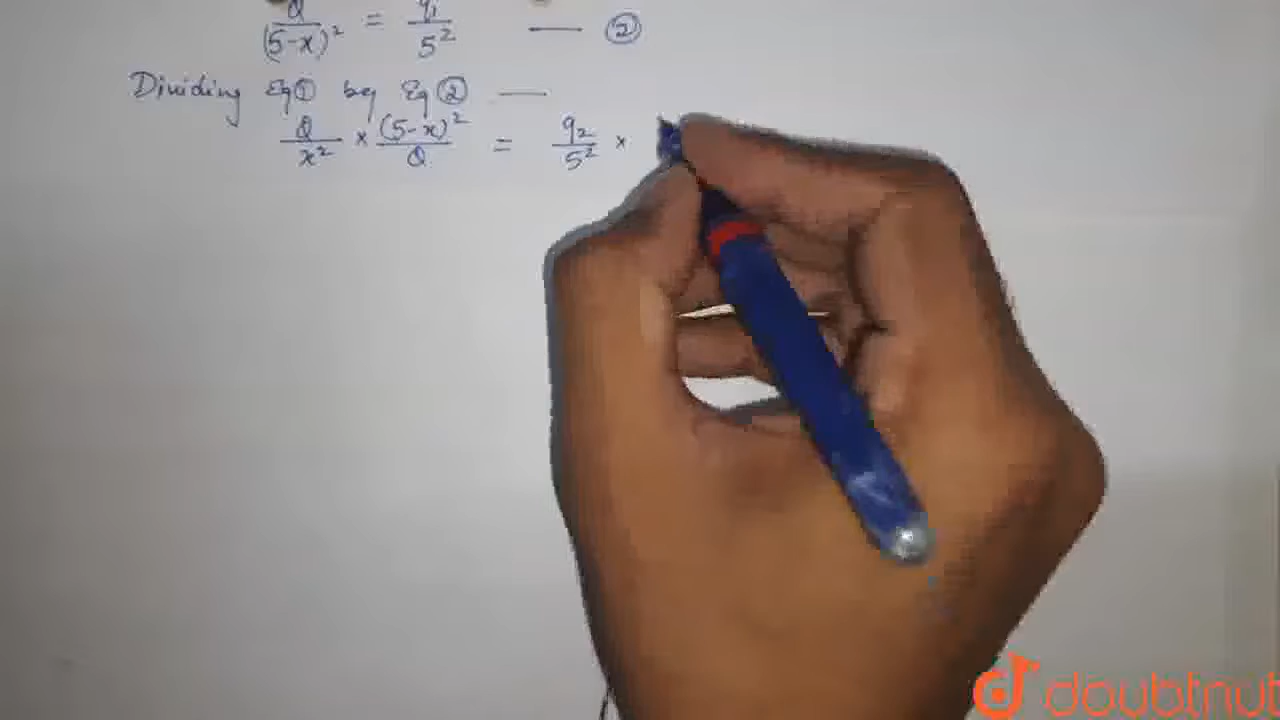 Q/(5-x)² = q₁/5² — ②
Dividing Eq① by Eq② —
Q/x² × (5-x)²/Q = q₂/5² ×
doubtnut